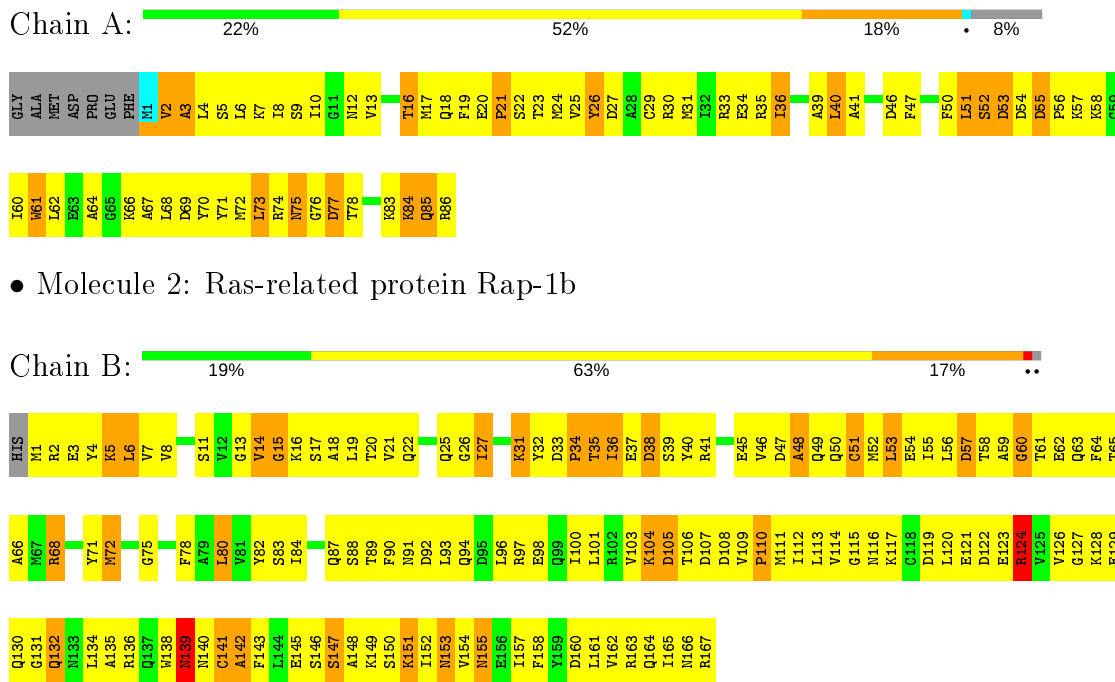 Chain A:
22% 52% 18% • 8%
GLY ALA MET ASP PRO GLU PHE M1 V2 A3 L4 S5 L6 K7 I8 S9 I10 G11 N12 V13 T16 M17 Q18 F19 E20 P21 S22 T23 M24 V25 Y26 D27 A28 C29 R30 M31 I32 R33 E34 R35 I36 A39 L40 A41 D46 F47 F50 L51 S52 D53 D54 D55 P56 K57 K58 G59
I60 W61 L62 E63 A64 G65 K66 A67 L68 D69 Y70 Y71 M72 L73 R74 N75 G76 D77 T78 K83 K84 Q85 R86
• Molecule 2: Ras-related protein Rap-1b
Chain B:
19% 63% 17% ••
HIS M1 R2 E3 Y4 K5 L6 V7 V8 S11 V12 G13 V14 G15 K16 S17 A18 L19 T20 V21 Q22 Q25 G26 I27 K31 Y32 D33 P34 T35 I36 E37 D38 S39 Y40 R41 E45 V46 D47 A48 Q49 Q50 C51 M52 L53 E54 I55 L56 D57 T58 A59 G60 T61 E62 Q63 F64 T65
A66 M67 R68 Y71 M72 G75 F78 A79 L80 V81 Y82 S83 I84 Q87 S88 T89 F90 N91 D92 L93 Q94 D95 L96 R97 E98 Q99 I100 L101 R102 V103 K104 D105 T106 D107 D108 V109 P110 M111 I112 L113 V114 G115 N116 K117 C118 D119 L120 E121 D122 E123 R124 V125 V126 G127 K128 E129
Q130 G131 Q132 N133 L134 A135 R136 Q137 W138 N139 N140 C141 A142 F143 L144 E145 S146 S147 A148 K149 S150 K151 I152 N153 V154 N155 E156 I157 F158 Y159 D160 L161 V162 R163 Q164 I165 N166 R167